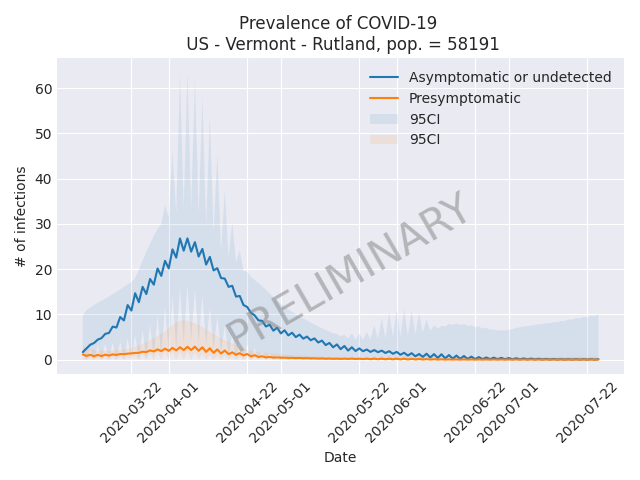 Prevalence of COVID-19
US - Vermont - Rutland, pop. = 58191
Asymptomatic or undetected
Presymptomatic
95CI
95CI
# of infections
60
50
40
30
20
10
0
PRELIMINARY
2020-03-22
2020-04-01
2020-04-22
2020-05-01
2020-05-22
2020-06-01
2020-06-22
2020-07-01
2020-07-22
Date